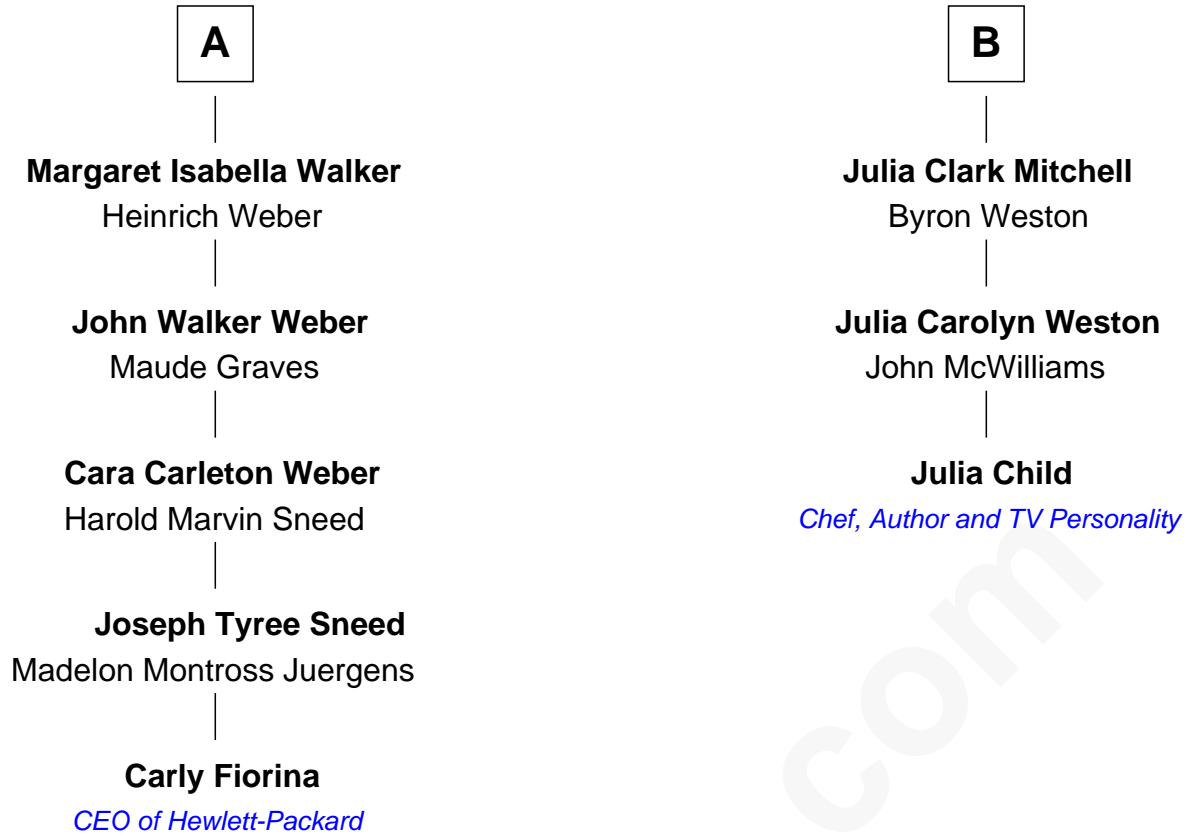 A
Margaret Isabella Walker
Heinrich Weber
John Walker Weber
Maude Graves
Cara Carleton Weber
Harold Marvin Sneed
Joseph Tyree Sneed
Madelon Montross Juergens
Carly Fiorina
CEO of Hewlett-Packard
B
Julia Clark Mitchell
Byron Weston
Julia Carolyn Weston
John McWilliams
Julia Child
Chef, Author and TV Personality
com